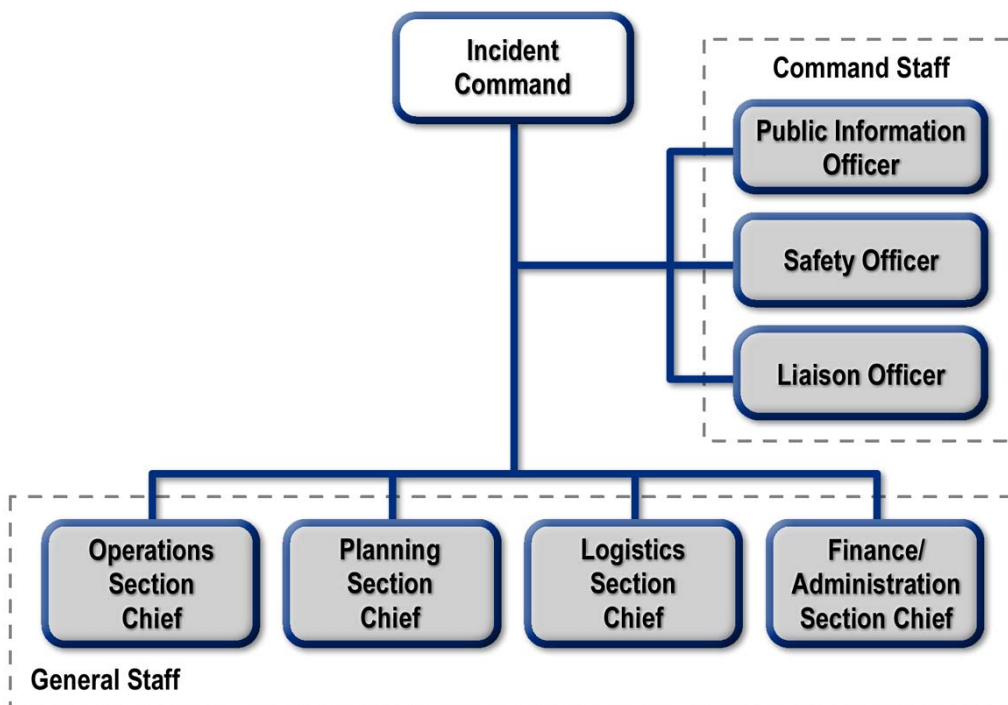 Incident
Command
Command Staff
Public Information
Officer
Safety Officer
Liaison Officer
Operations
Section
Chief
Planning
Section
Chief
Logistics
Section
Chief
Finance/
Administration
Section Chief
General Staff